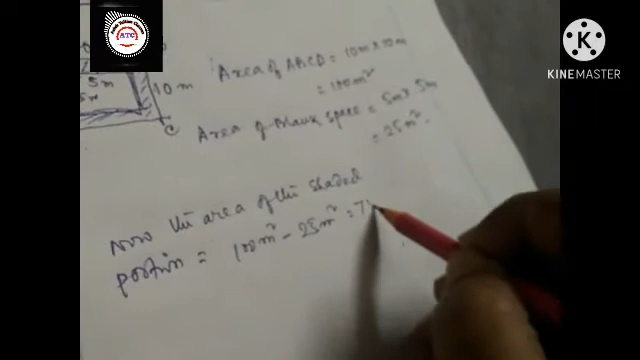 ATC
KINEMASTER
5m
10m
C
Area of ABCD = 10m x 10m
= 100m²
Area of Blank space = 5m x 5m
= 25m².
Now the area of the shaded
portion = 100m² - 25m² = 7